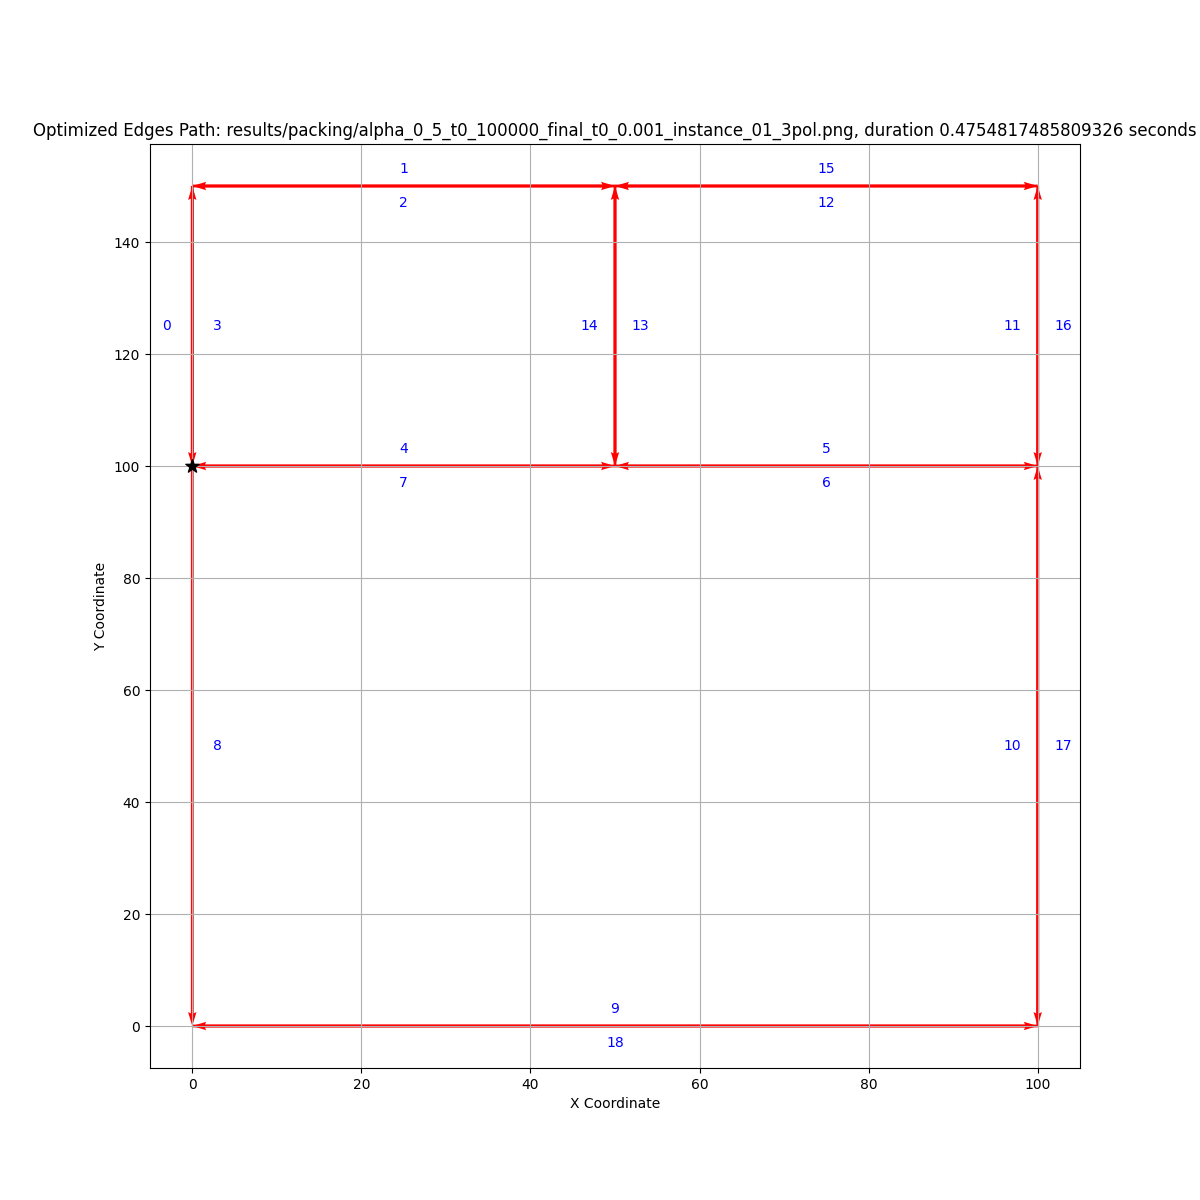 Optimized Edges Path: results/packing/alpha_0_5_t0_100000_final_t0_0.001_instance_01_3pol.png, duration 0.4754817485809326 seconds
1 15
2 12
140
0 3 14 13 11 16
120
4 5
100
7 6
80
60
8 10 17
40
20
9
0
18
0 20 40 60 80 100
X Coordinate
Y Coordinate